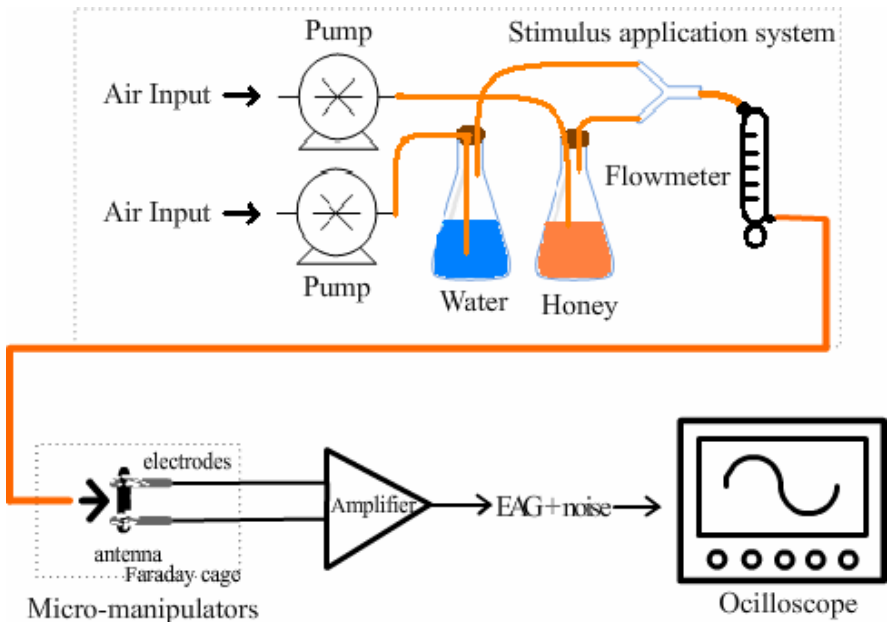 Pump
Stimulus application system
Air Input
Flowmeter
Air Input
Pump
Water
Honey
electrodes
Amplifier
EAG+noise
antenna
Faraday cage
Micro-manipulators
Ocilloscope